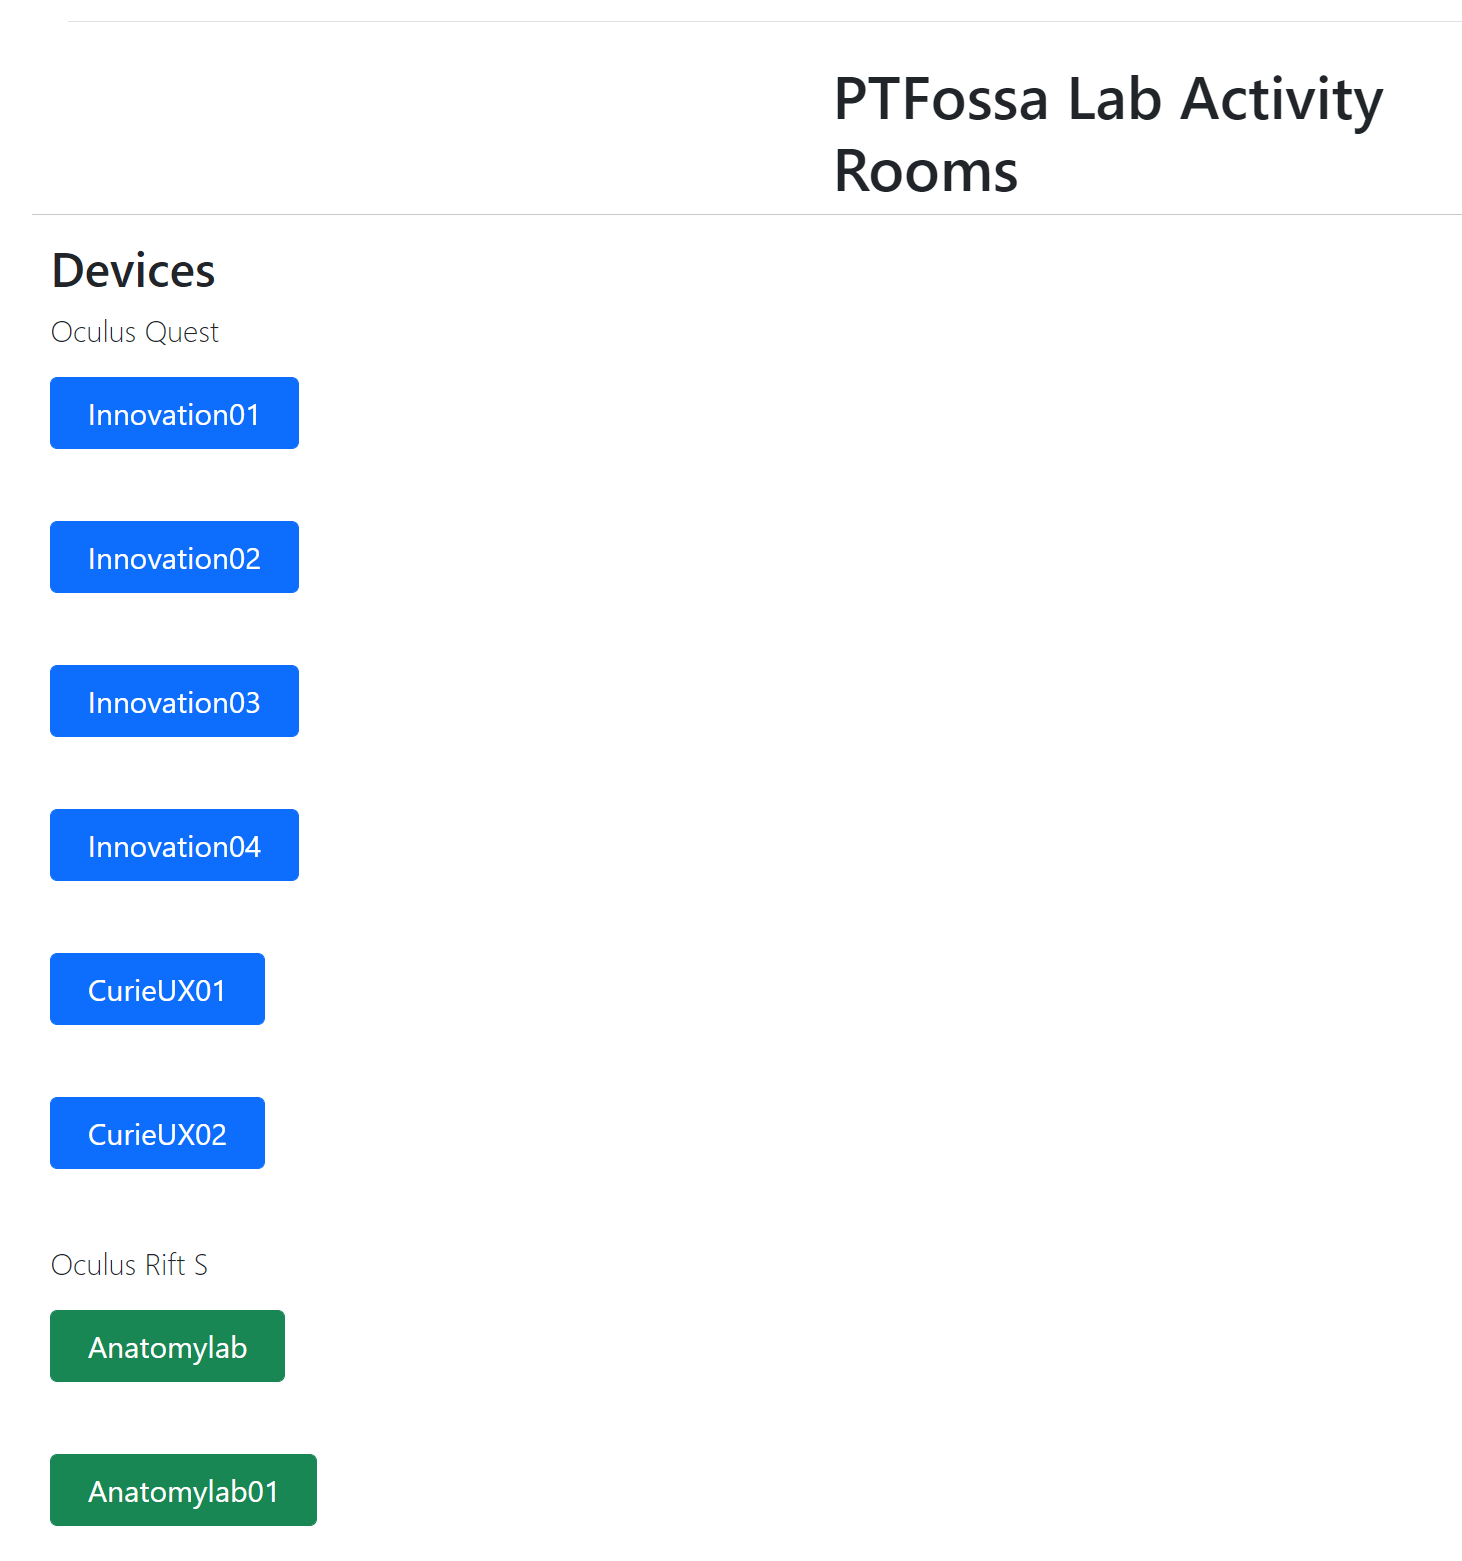 PTFossa Lab Activity
Rooms
Devices
Oculus Quest
Innovation01
Innovation02
Innovation03
Innovation04
CurieUX01
CurieUX02
Oculus Rift S
Anatomylab
Anatomylab01